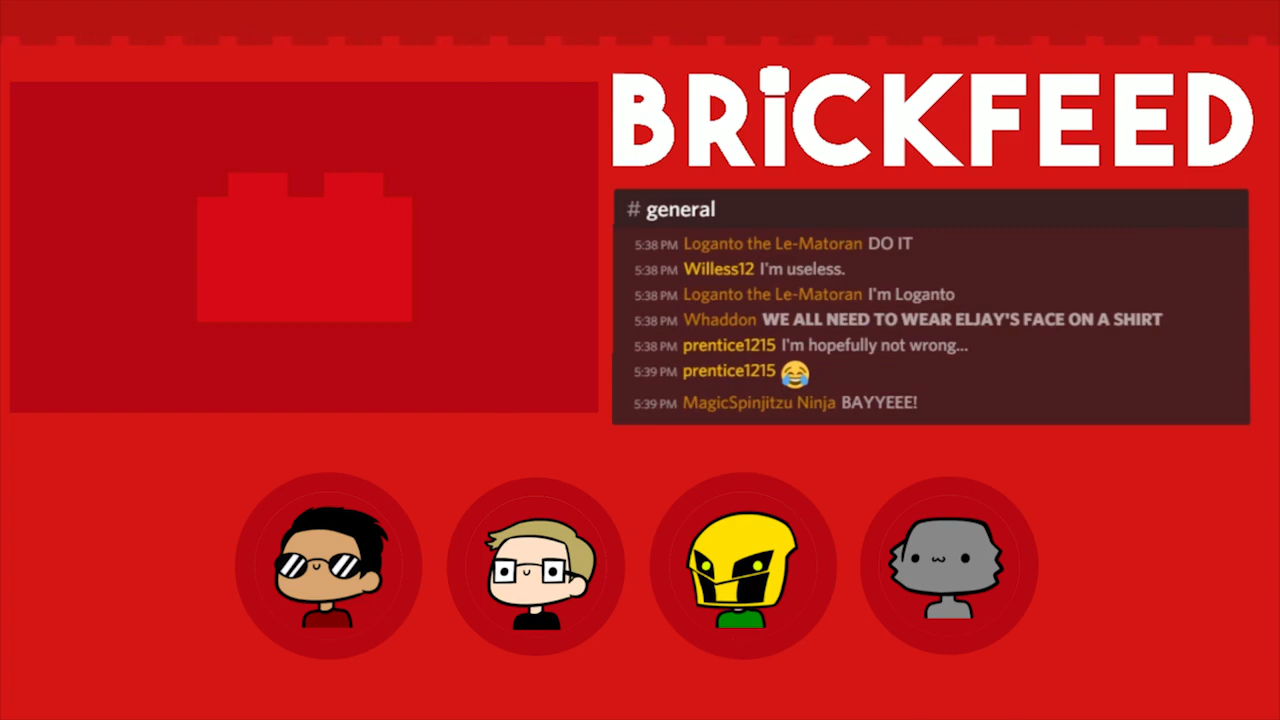 BRiCKFEED
# general
5:38 PM Loganto the Le-Matoran DO IT
5:38 PM Willess12 I'm useless.
5:38 PM Loganto the Le-Matoran I'm Loganto
5:38 PM Whaddon WE ALL NEED TO WEAR ELJAY'S FACE ON A SHIRT
5:38 PM prentice1215 I'm hopefully not wrong...
5:39 PM prentice1215 😂
5:39 PM MagicSpinjitzu Ninja BAYYEEE!